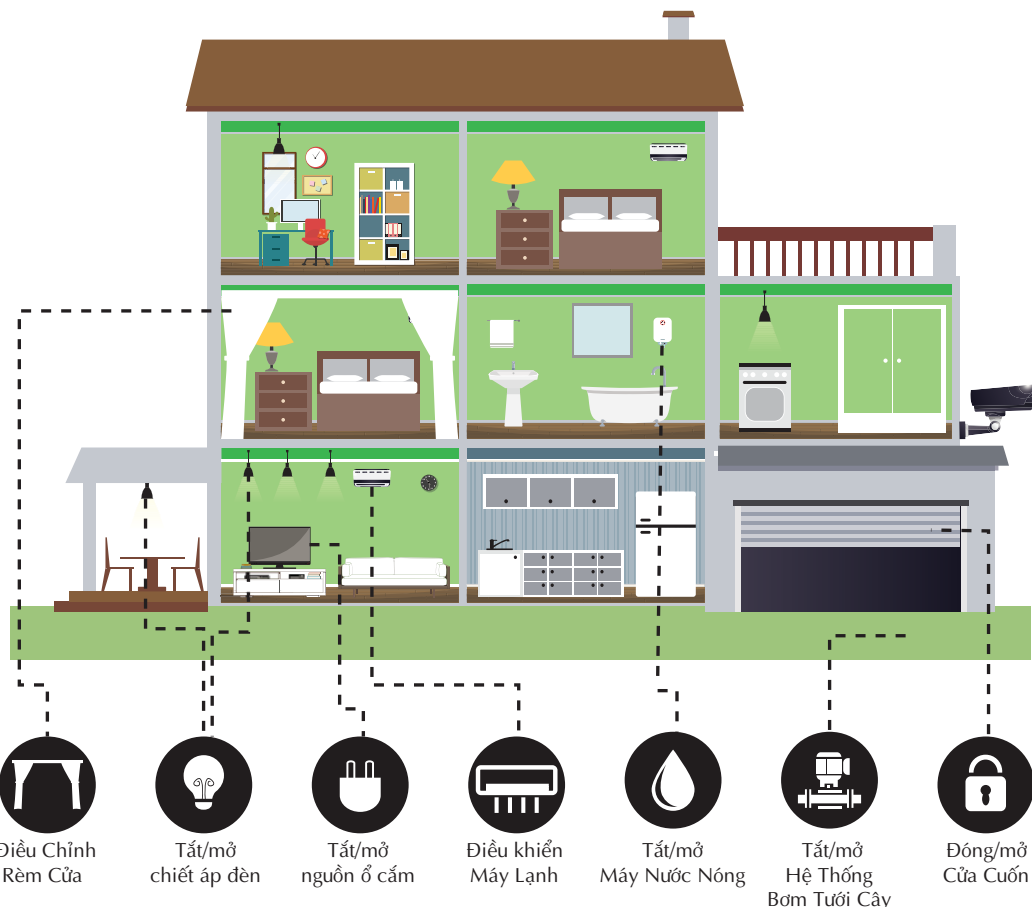 Điều Chỉnh
Rèm Cửa
Tắt/mở
chiết áp đèn
Tắt/mở
nguồn ổ cắm
Điều khiển
Máy Lạnh
Tắt/mở
Máy Nước Nóng
Tắt/mở
Hệ Thống
Bơm Tưới Cây
Đóng/mở
Cửa Cuốn